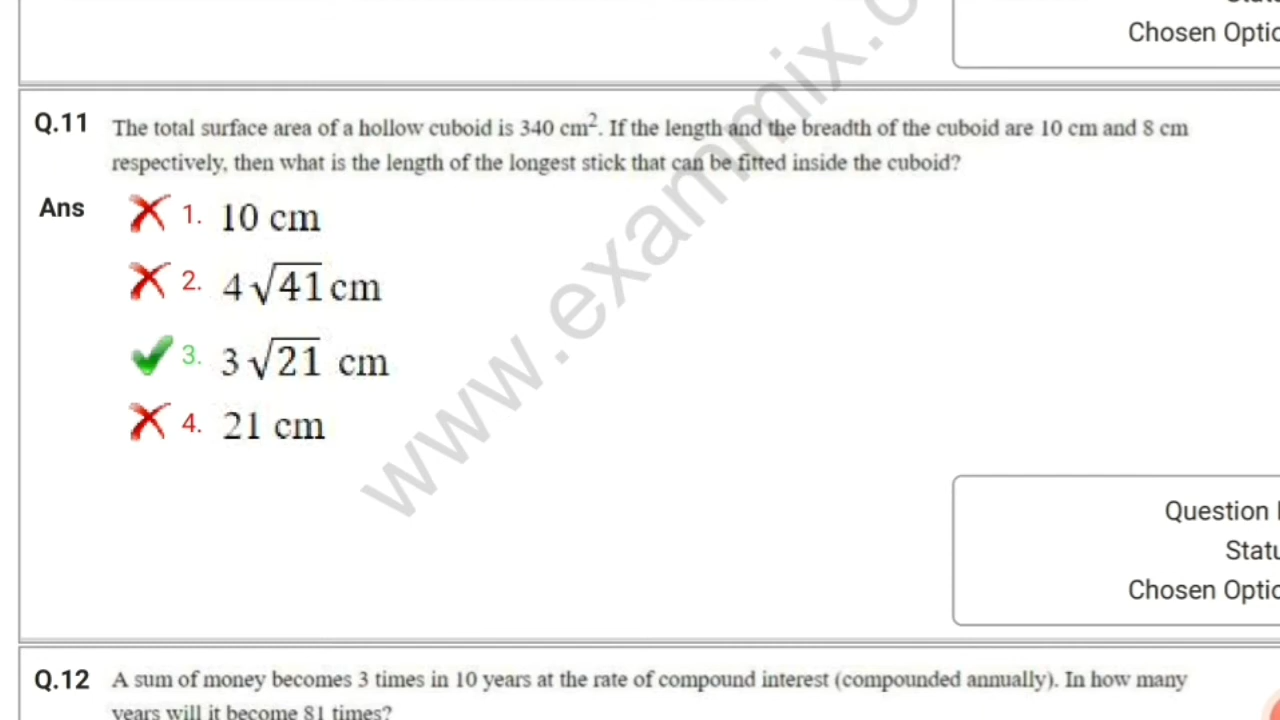 Chosen
Q.11 The total surface area of a hollow cuboid is 340 cm². If the length and the breadth of the cuboid are 10 cm and 8 cm
respectively, then what is the length of the longest stick that can be fitted inside the cuboid?
Ans 1. 10 cm
2. 4√41 cm
3. 3√21 cm
4. 21 cm
www.exammix.
Question
Chosen
Q.12 A sum of money becomes 3 times in 10 years at the rate of compound interest (compounded annually). In how many
years will it become 81 times?